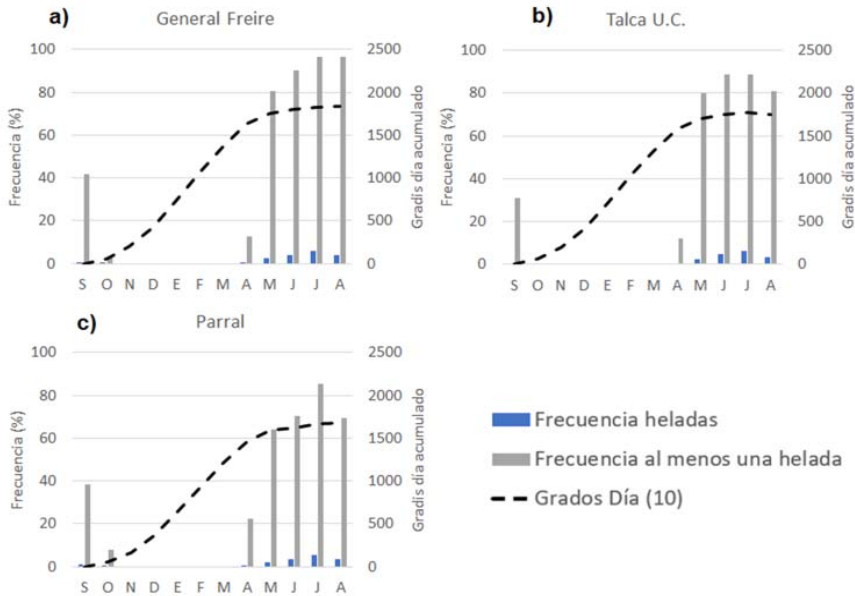 a)
General Freire
Frecuencia (%)
100
80
60
40
20
0
2500
2000
1500
1000
500
0
Gradis día acumulado
S O N D E F M A M J J A
b)
Talca U.C.
Frecuencia (%)
100
80
60
40
20
0
2500
2000
1500
1000
500
0
Gradis día acumulado
S O N D E F M A M J J A
c)
Parral
Frecuencia (%)
100
80
60
40
20
0
2500
2000
1500
1000
500
0
Gradis día acumulado
S O N D E F M A M J J A
Frecuencia heladas
Frecuencia al menos una helada
Grados Día (10)